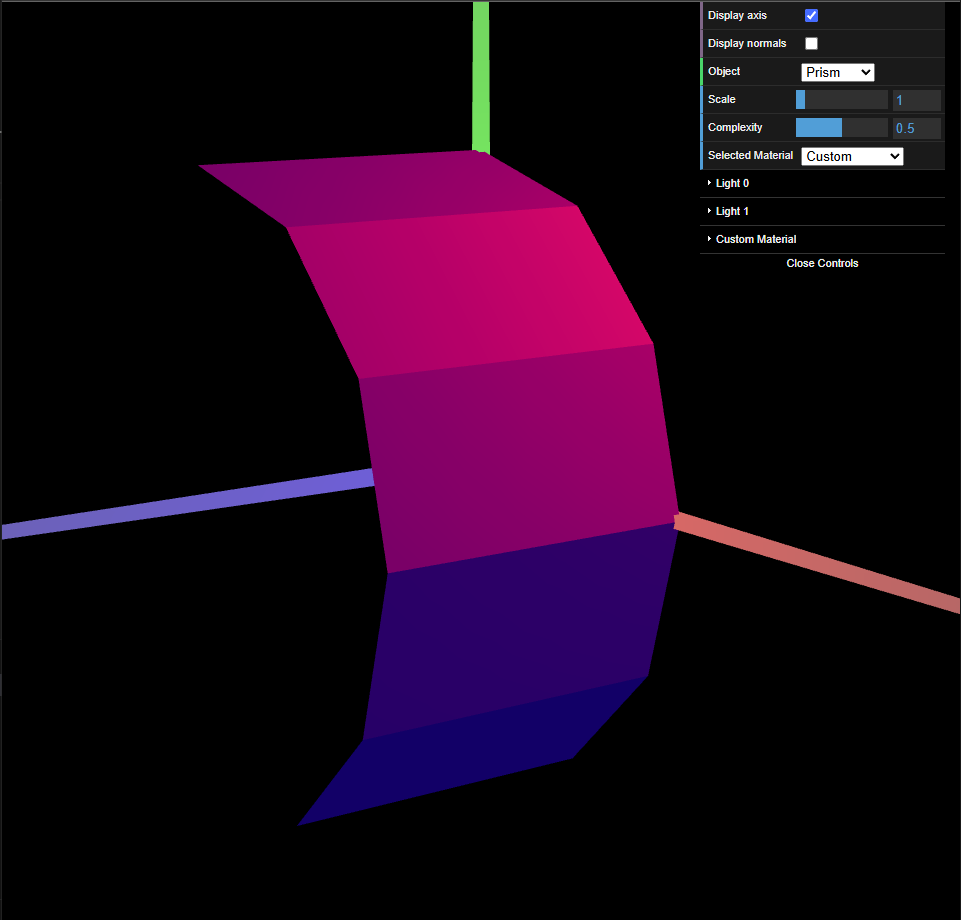 Display axis
Display normals
Object Prism
Scale 1
Complexity 0.5
Selected Material Custom
Light 0
Light 1
Custom Material
Close Controls